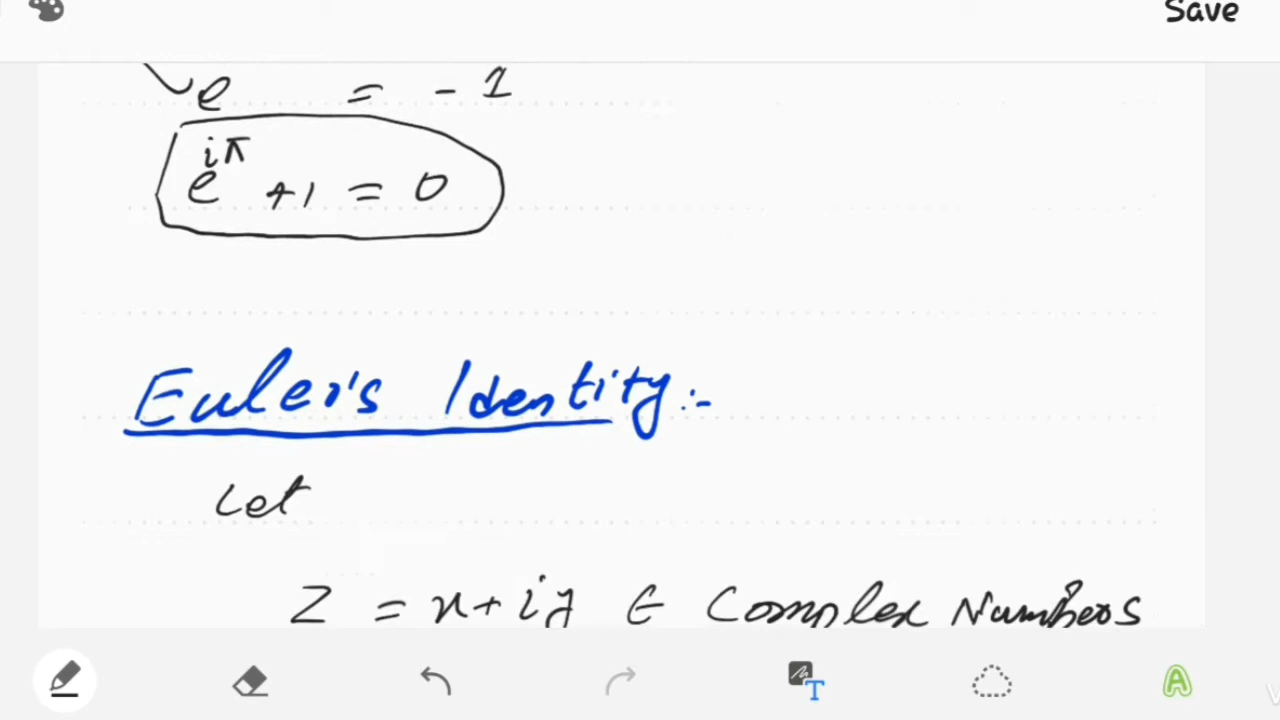 Save
e = - 1
e^{iπ} + 1 = 0
Euler's Identity :-
Let
Z = x + iy ∈ Complex Numbers